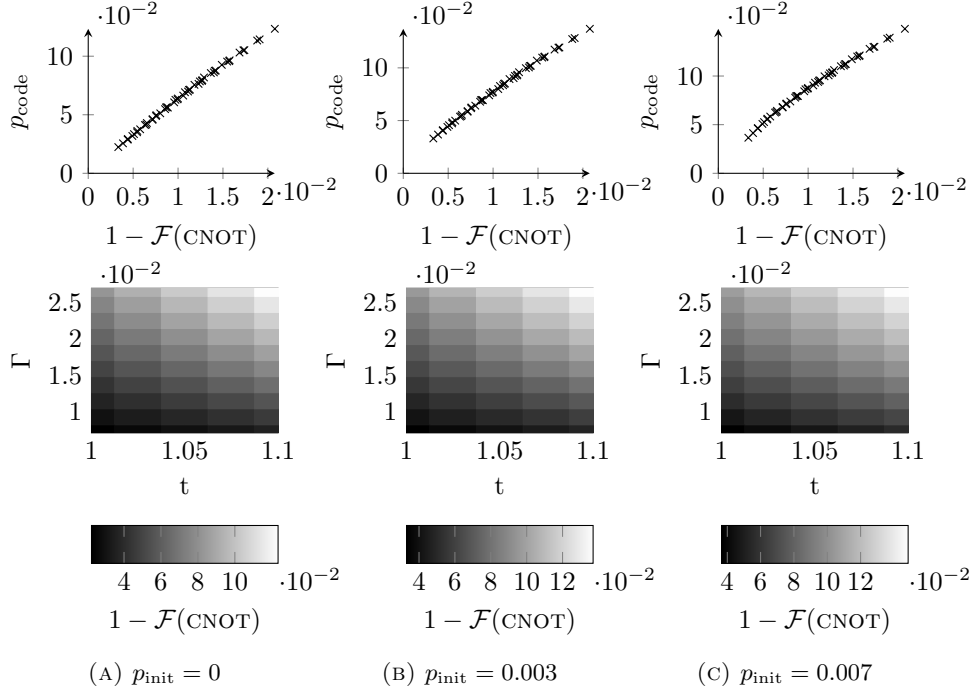 ·10⁻² ·10⁻² ·10⁻²
10 10 10
5 5 5
0 0 0
p_code p_code p_code
0 0.5 1 1.5 2 0 0.5 1 1.5 2 0 0.5 1 1.5 2
·10⁻² ·10⁻² ·10⁻²
1 − ℱ(CNOT) 1 − ℱ(CNOT) 1 − ℱ(CNOT)
·10⁻² ·10⁻² ·10⁻²
2.5 2.5 2.5
2 2 2
Γ Γ Γ
1.5 1.5 1.5
1 1 1
1 1.05 1.1 1 1.05 1.1 1 1.05 1.1
t t t
4 6 8 10 4 6 8 10 12 4 6 8 10 12
·10⁻² ·10⁻² ·10⁻²
1 − ℱ(CNOT) 1 − ℱ(CNOT) 1 − ℱ(CNOT)
(A) p_init = 0 (B) p_init = 0.003 (C) p_init = 0.007